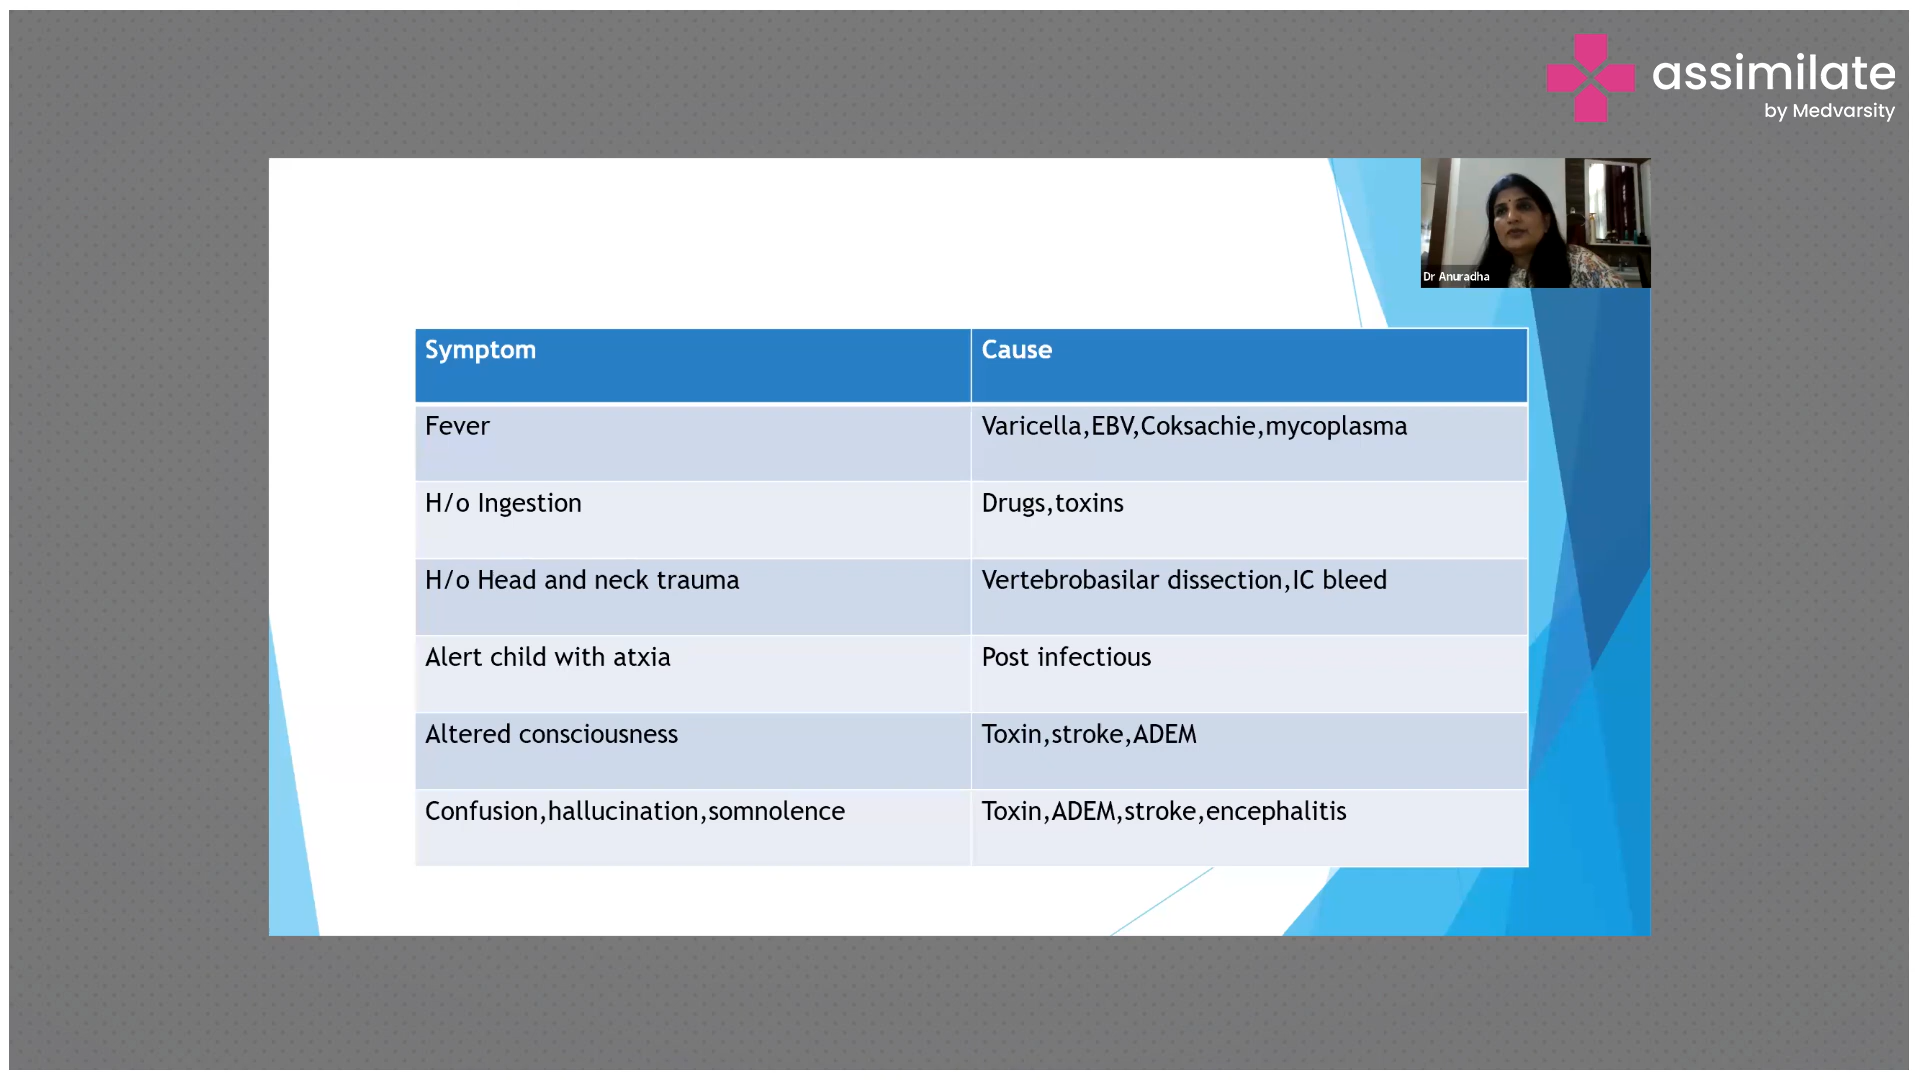 assimilate
by Medvarsity
Dr Anuradha
Symptom Cause
Fever Varicella,EBV,Coksachie,mycoplasma
H/o Ingestion Drugs,toxins
H/o Head and neck trauma Vertebrobasilar dissection,IC bleed
Alert child with atxia Post infectious
Altered consciousness Toxin,stroke,ADEM
Confusion,hallucination,somnolence Toxin,ADEM,stroke,encephalitis